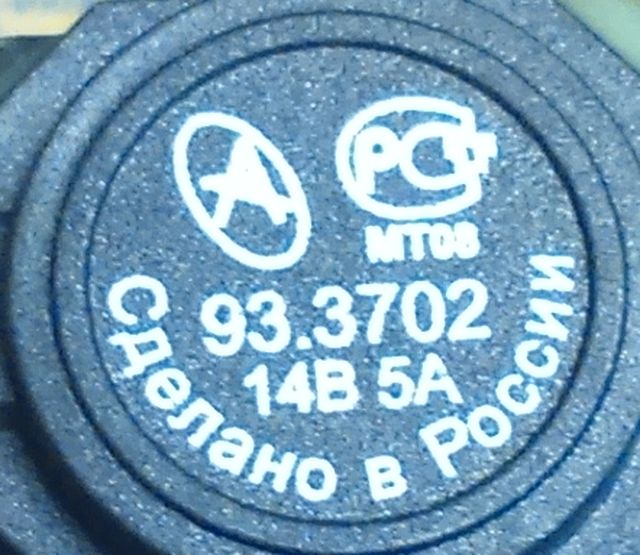 РСТ
МТ08
93.3702
14В 5А
Сделано в России